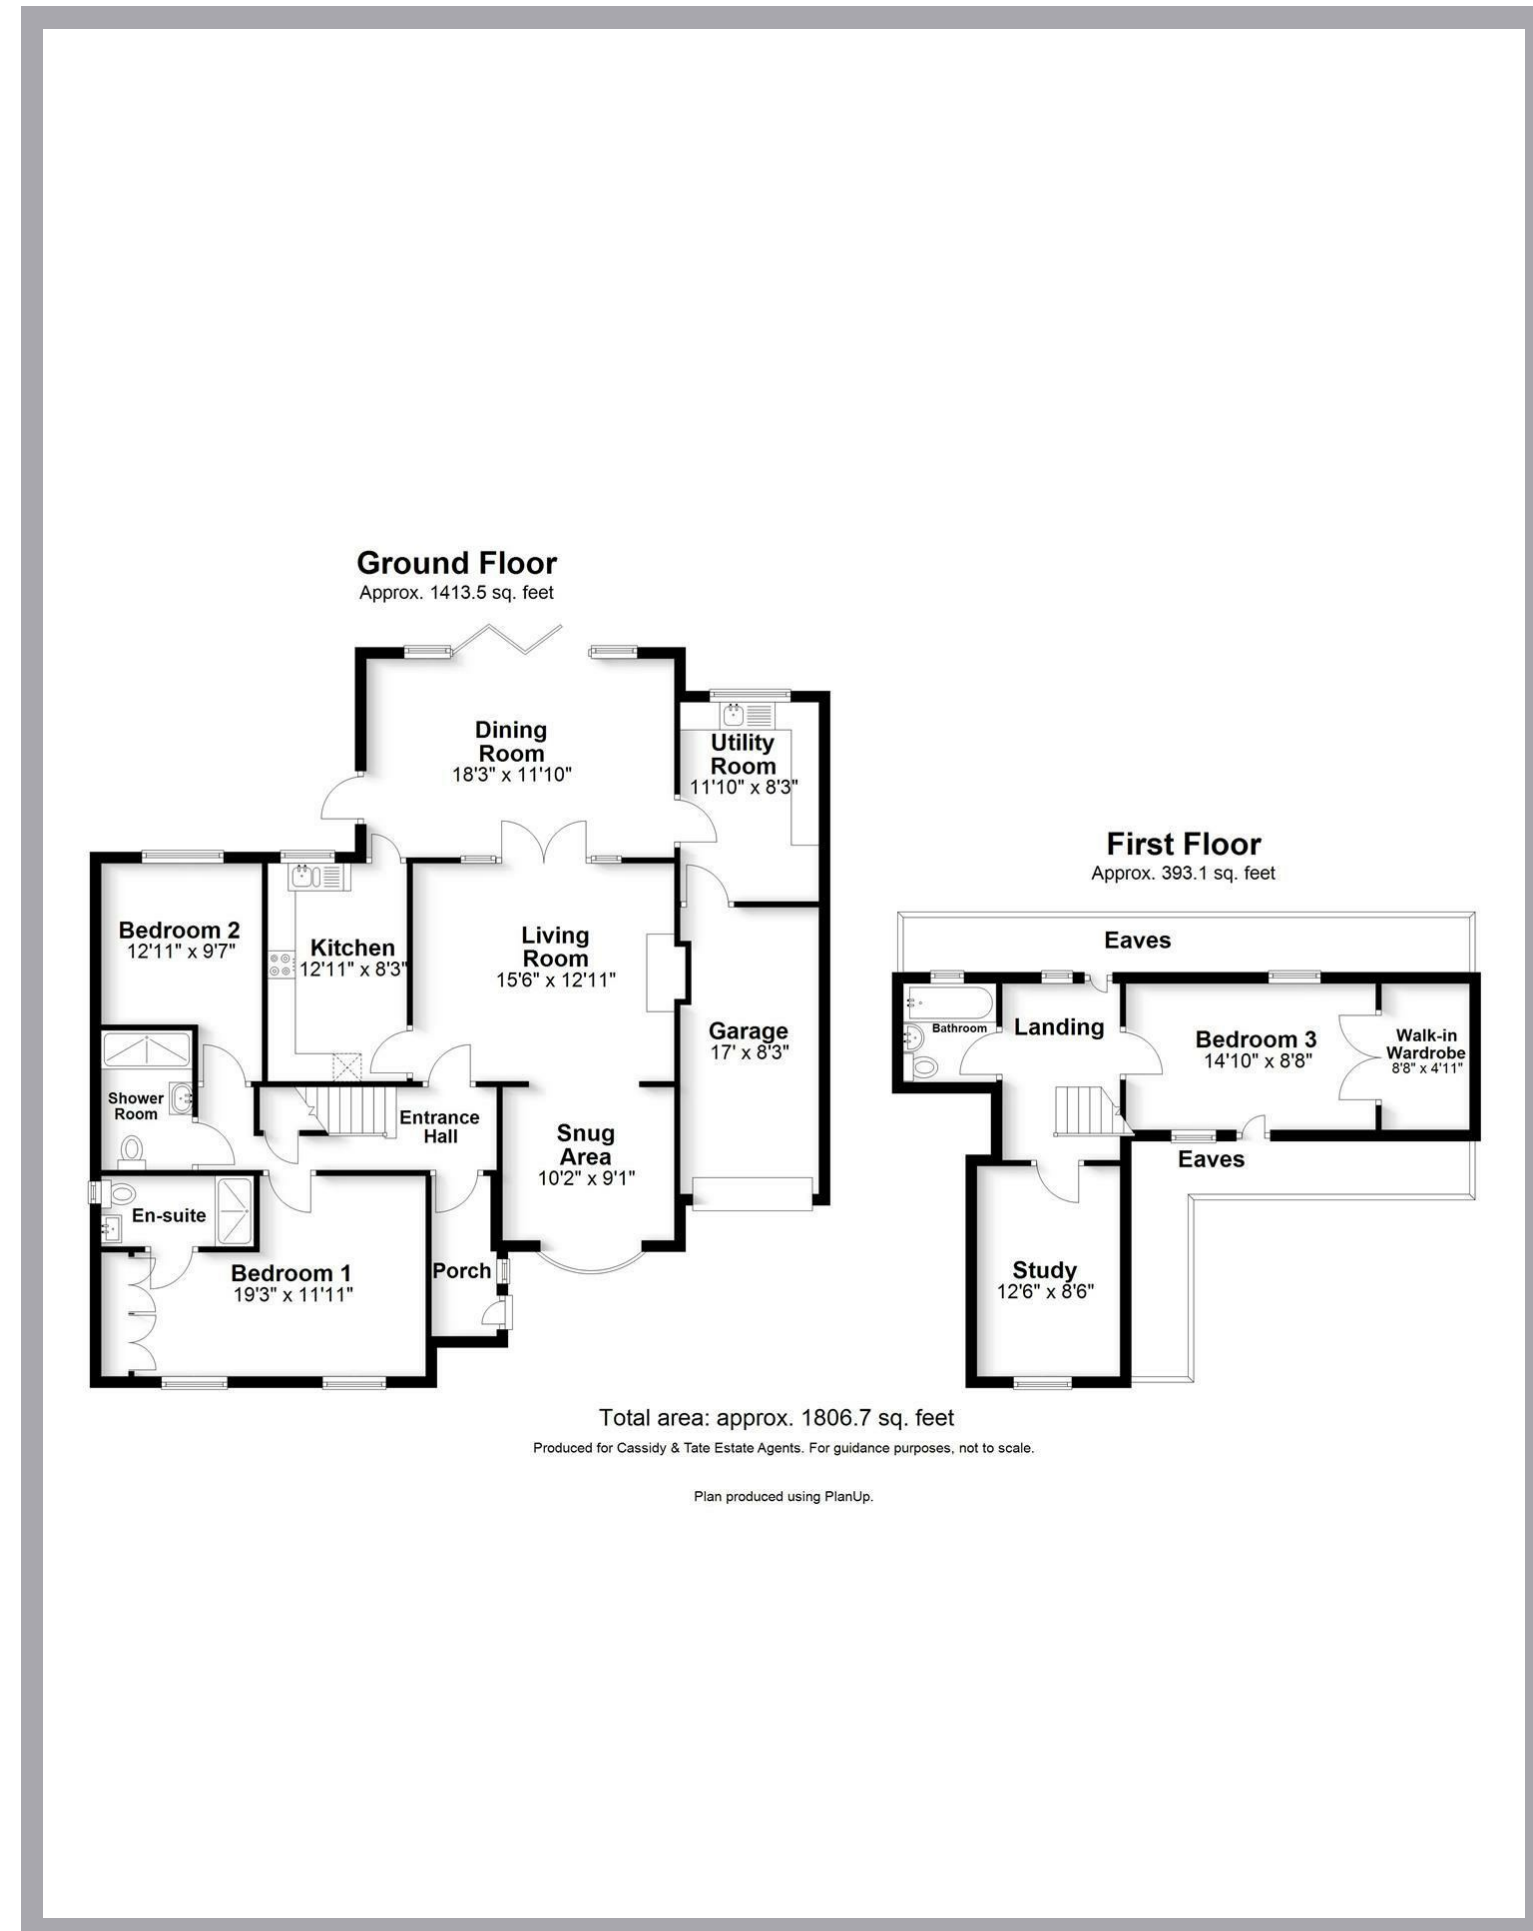 Ground Floor
Approx. 1413.5 sq. feet
Dining
Room
18'3" x 11'10"
Utility
Room
11'10" x 8'3"
Bedroom 2
12'11" x 9'7"
Kitchen
12'11" x 8'3"
Living
Room
15'6" x 12'11"
Garage
17' x 8'3"
Shower
Room
Entrance
Hall
Snug
Area
10'2" x 9'1"
En-suite
Bedroom 1
19'3" x 11'11"
Porch
First Floor
Approx. 393.1 sq. feet
Eaves
Bathroom
Landing
Bedroom 3
14'10" x 8'8"
Walk-in
Wardrobe
8'8" x 4'11"
Eaves
Study
12'6" x 8'6"
Total area: approx. 1806.7 sq. feet
Produced for Cassidy & Tate Estate Agents. For guidance purposes, not to scale.
Plan produced using PlanUp.